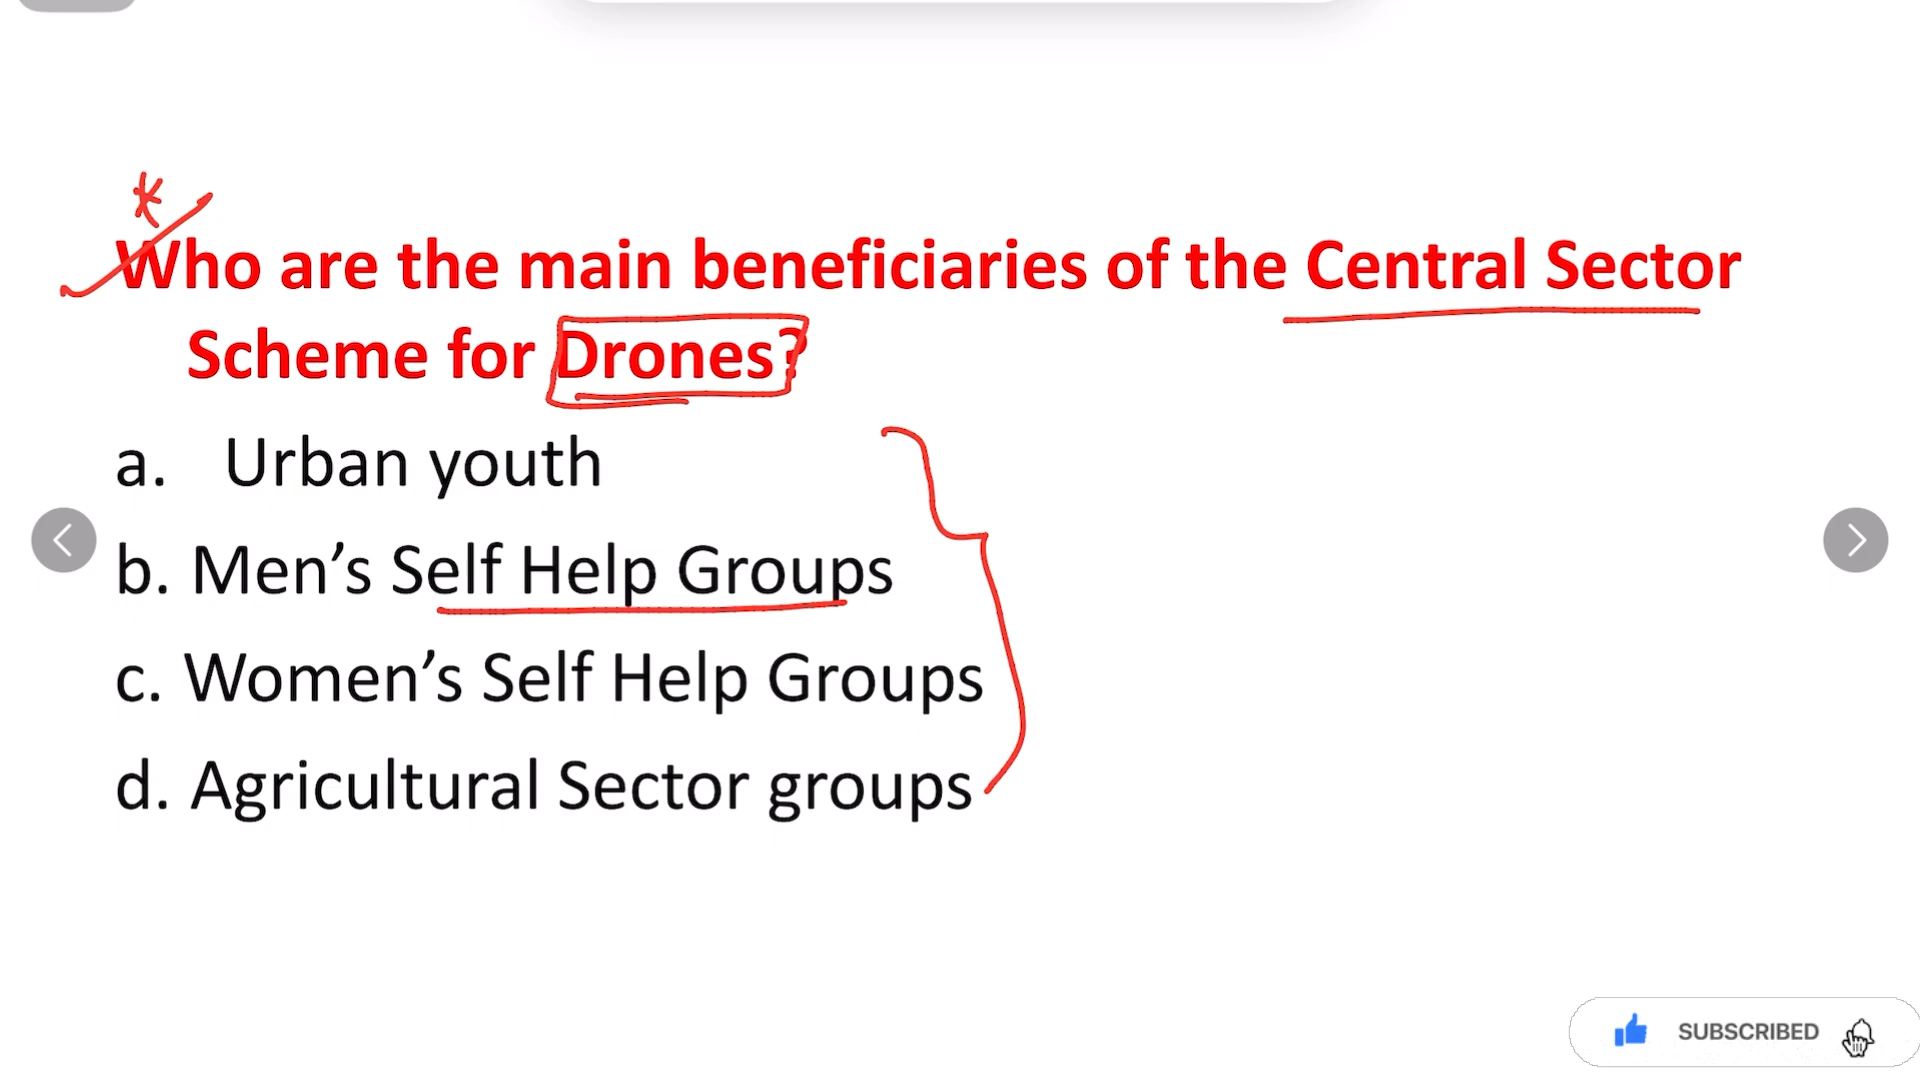 Who are the main beneficiaries of the Central Sector
Scheme for Drones?
a. Urban youth
b. Men’s Self Help Groups
c. Women’s Self Help Groups
d. Agricultural Sector groups
SUBSCRIBED